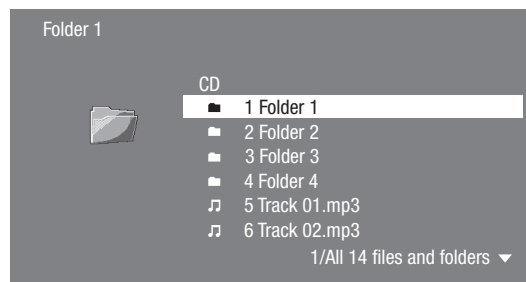 Folder 1
CD
1 Folder 1
2 Folder 2
3 Folder 3
4 Folder 4
5 Track 01.mp3
6 Track 02.mp3
1/All 14 files and folders